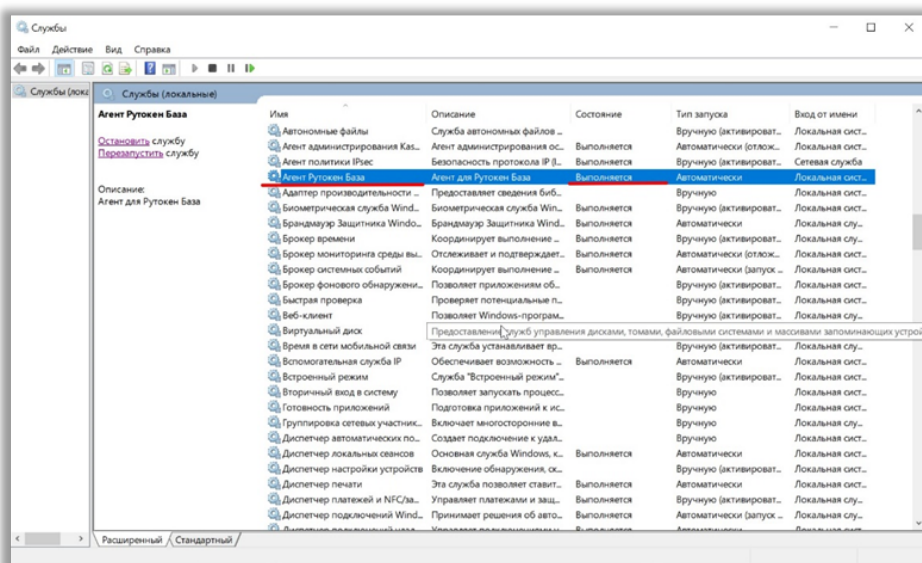 Службы
Файл Действие Вид Справка
Службы (лока Службы (локальные)
Агент Рутокен База
Остановить службу
Перезапустить службу
Описание:
Агент для Рутокен База
Имя Описание Состояние Тип запуска Вход от имени
Автономные файлы Служба автономных файлов ... Вручную (активироват... Локальная сист...
Агент администрирования Kas... Агент администрирования ос... Выполняется Автоматически (отлож... Локальная сист...
Агент политики IPsec Безопасность протокола IP (I... Выполняется Вручную (активироват... Сетевая служба
Агент Рутокен База Агент для Рутокен База Выполняется Автоматически Локальная сист...
Адаптер производительности ... Предоставляет сведения биб... Вручную Локальная сист...
Биометрическая служба Wind... Биометрическая служба Win... Выполняется Вручную (активироват... Локальная сист...
Брандмауэр Защитника Windo... Брандмауэр Защитника Wind... Выполняется Автоматически Локальная слу...
Брокер времени Координирует выполнение ... Выполняется Вручную (активироват... Локальная слу...
Брокер мониторинга среды вы... Отслеживает и подтверждает... Выполняется Автоматически (отлож... Локальная сист...
Брокер системных событий Координирует выполнение ... Выполняется Автоматически (запуск ... Локальная сист...
Брокер фонового обнаружени... Позволяет приложениям об... Вручную (активироват... Локальная слу...
Быстрая проверка Проверяет потенциальные п... Вручную (активироват... Локальная сист...
Веб-клиент Позволяет Windows-програм... Вручную (активироват... Локальная слу...
Виртуальный диск Предоставление служб управления дисками, томами, файловыми системами и массивами запоминающих устрой
Время в сети мобильной связи Эта служба устанавливает вр... Вручную (активироват... Локальная слу...
Вспомогательная служба IP Обеспечивает возможность ... Выполняется Автоматически Локальная сист...
Встроенный режим Служба "Встроенный режим"... Вручную (активироват... Локальная сист...
Вторичный вход в систему Позволяет запускать процесс... Вручную Локальная сист...
Готовность приложений Подготовка приложений к ис... Вручную Локальная сист...
Группировка сетевых участник... Включает многосторонние в... Вручную Локальная слу...
Диспетчер автоматических по... Создает подключение к удал... Вручную Локальная сист...
Диспетчер локальных сеансов Основная служба Windows, к... Выполняется Автоматически Локальная сист...
Диспетчер настройки устройств Включение обнаружения, ск... Вручную (активироват... Локальная сист...
Диспетчер печати Эта служба позволяет ставит... Выполняется Автоматически Локальная сист...
Диспетчер платежей и NFC/за... Управляет платежами и защ... Выполняется Вручную (активироват... Локальная слу...
Диспетчер подключений Wind... Принимает решения об авто... Выполняется Автоматически (запуск ... Локальная слу...
Расширенный Стандартный